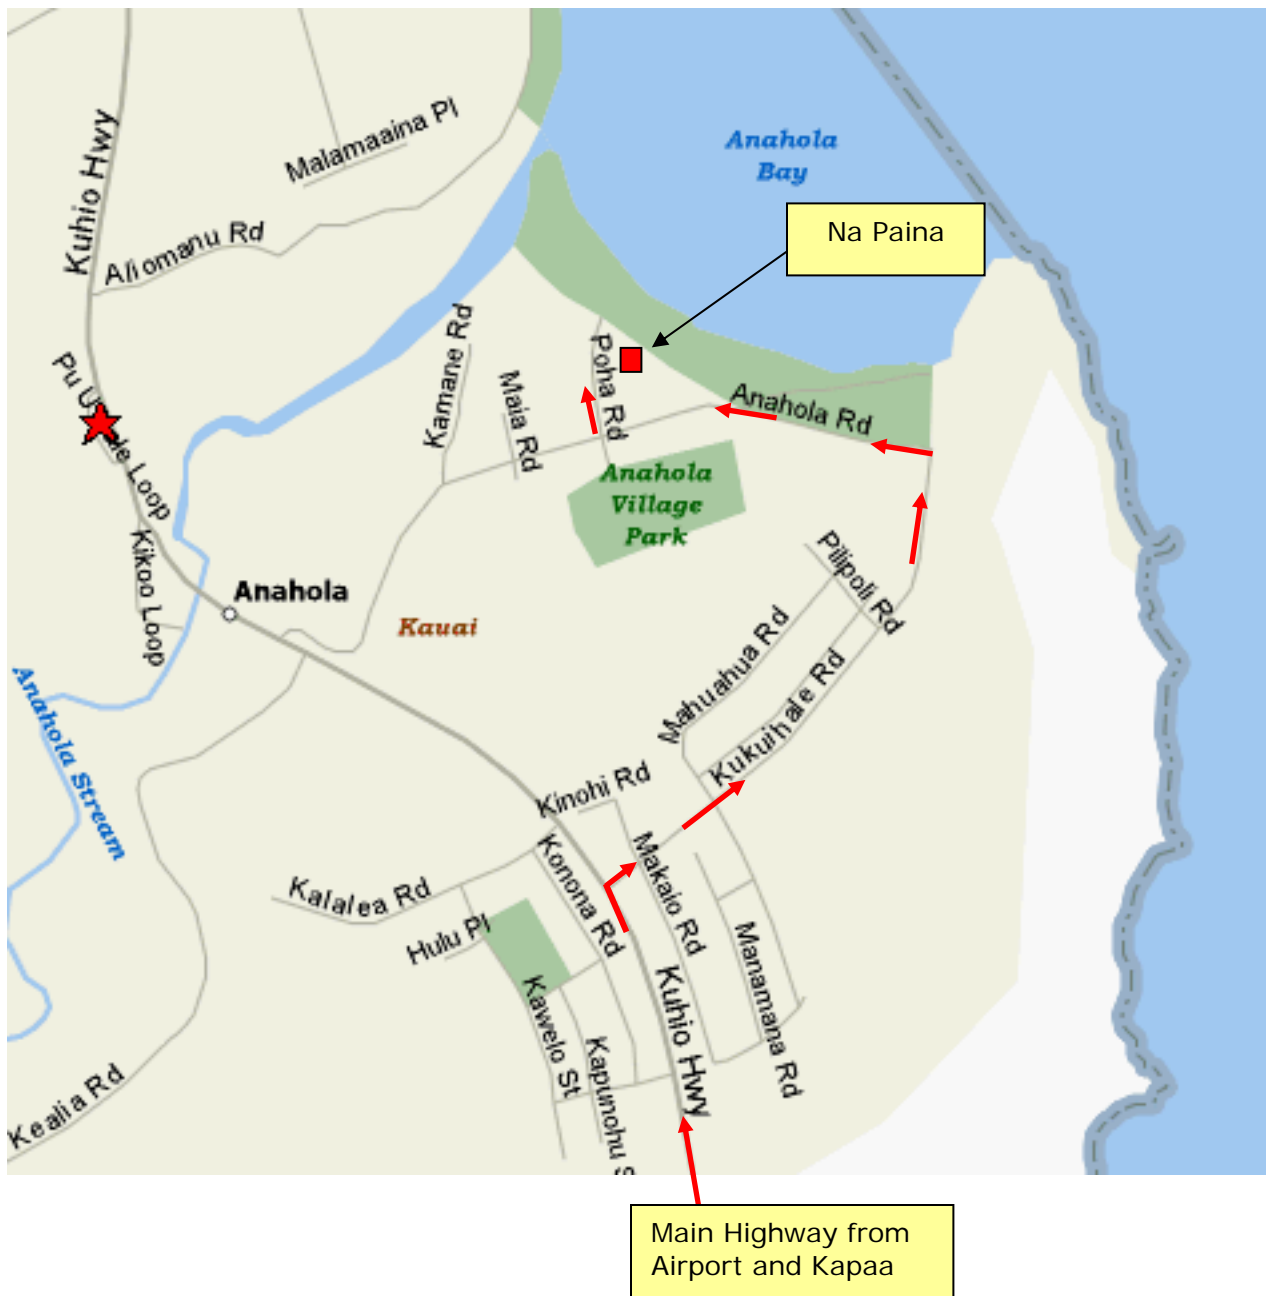 Kuhio Hwy
Malamaaina Pl
Aliomanu Rd
Anahola
Bay
Na Paina
Kamane Rd
Maia Rd
Poha Rd
Anahola Rd
Loop
Kikoo Loop
Anahola
Village
Park
Pilipoli Rd
Anahola
Kauai
Mahuahua Rd
Kukuihale Rd
Anahola Stream
Kinohi Rd
Makaio Rd
Konona Rd
Kalalea Rd
Hulu Pl
Kawelo St
Kapunohu
Kuhio Hwy
Manamana Rd
Kealia Rd
Main Highway from
Airport and Kapaa